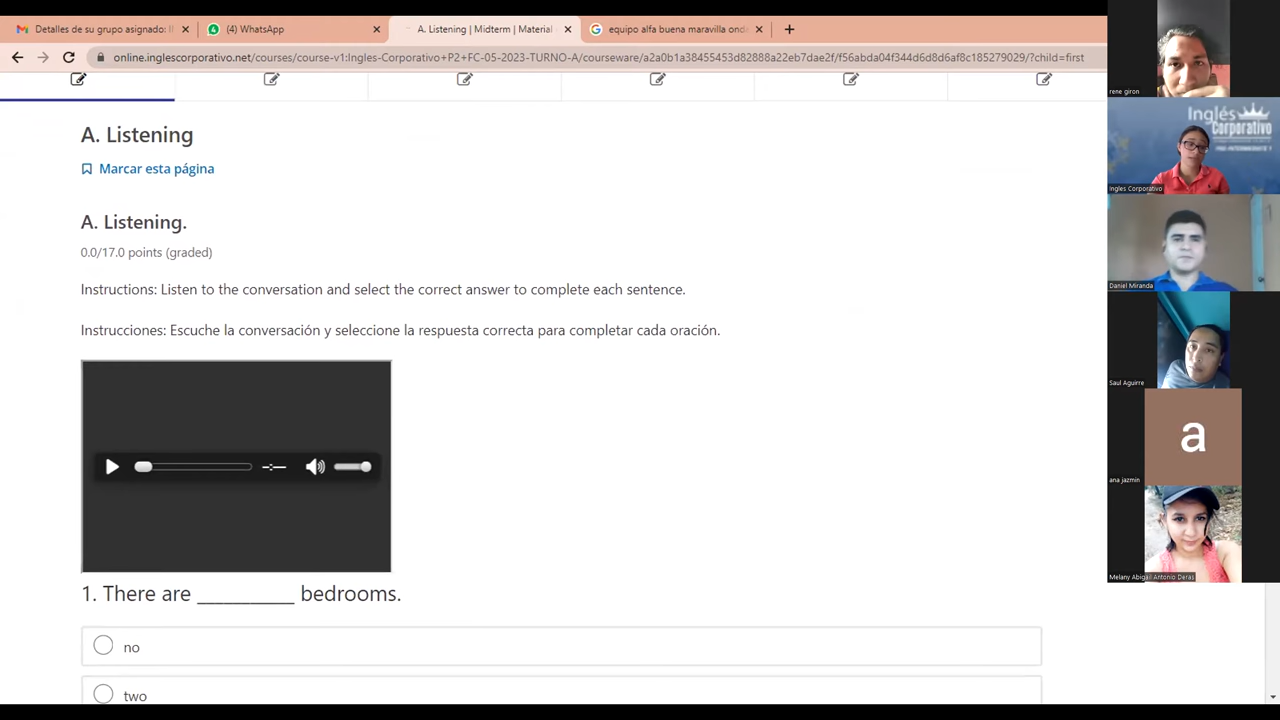 Detalles de su grupo asignado: I
(4) WhatsApp
A. Listening | Midterm | Material
equipo alfa buena maravilla onda
online.inglescorporativo.net/courses/course-v1:Ingles-Corporativo+P2+FC-05-2023-TURNO-A/courseware/a2a0b1a38455453d82888a22eb7dae2f/f56abda04f344d6d8d6af8c185279029/?child=first
A. Listening
Marcar esta página
A. Listening.
0.0/17.0 points (graded)
Instructions: Listen to the conversation and select the correct answer to complete each sentence.
Instrucciones: Escuche la conversación y seleccione la respuesta correcta para completar cada oración.
-:--
1. There are __________ bedrooms.
no
two
rene giron
Inglés
Corporativo
Ingles Corporativo
Daniel Miranda
Saul Aguirre
a
ana jazmin
Melany Abigail Antonio Deras